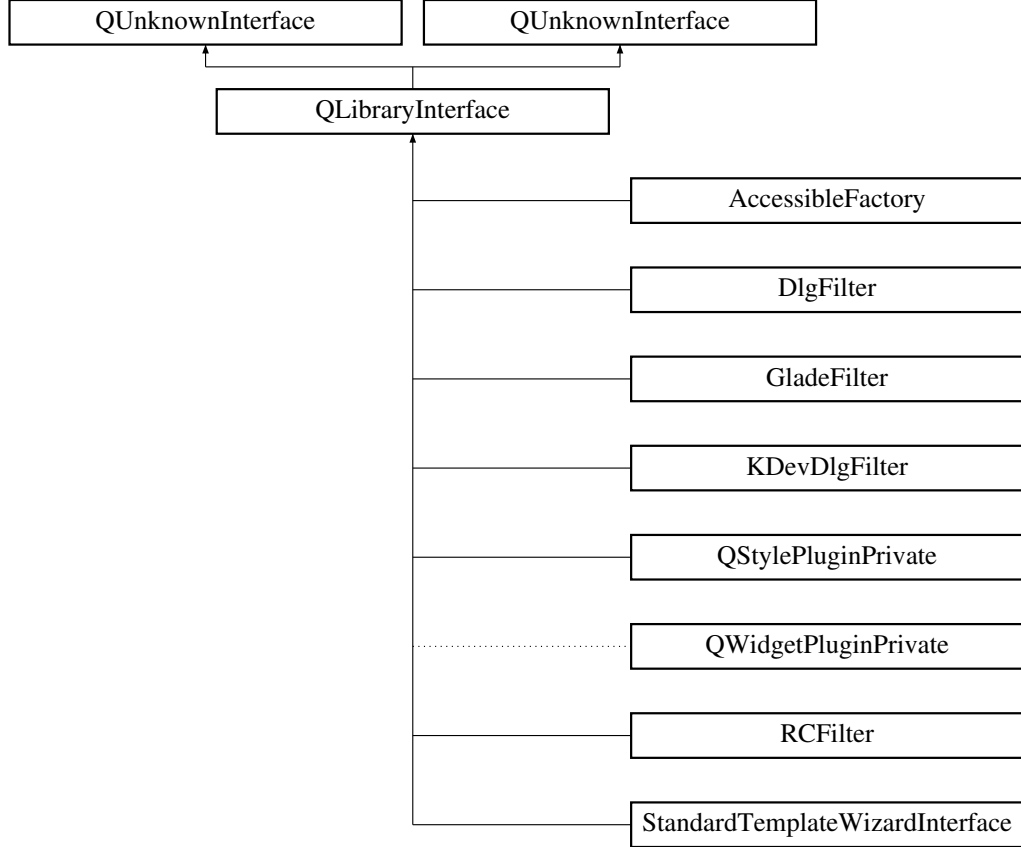 QUnknownInterface
QUnknownInterface
QLibraryInterface
AccessibleFactory
DlgFilter
GladeFilter
KDevDlgFilter
QStylePluginPrivate
QWidgetPluginPrivate
RCFilter
StandardTemplateWizardInterface